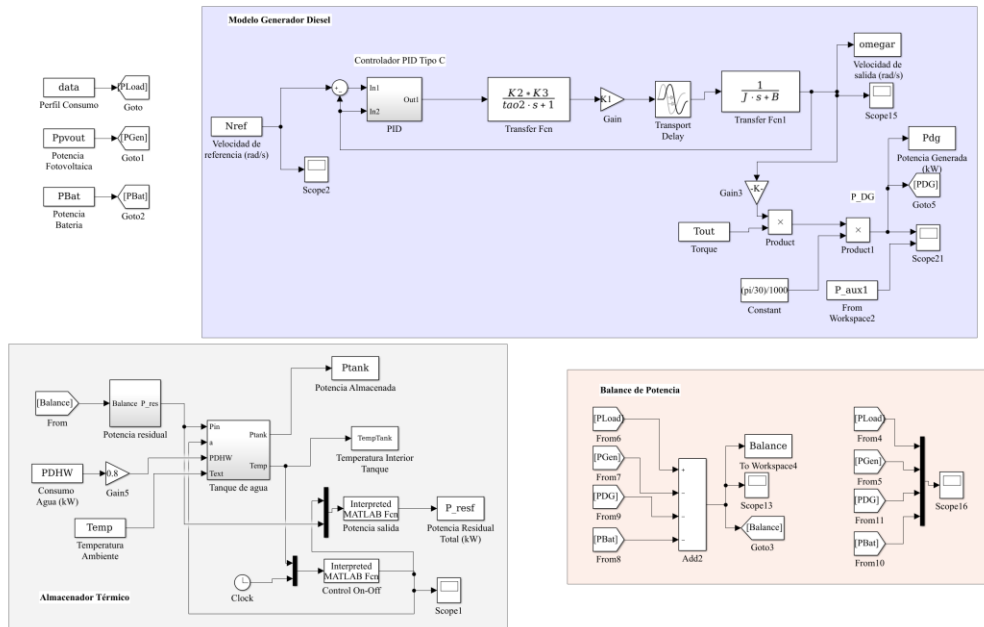 Modelo Generador Diesel
data
Perfil Consumo
[PLoad]
Goto
Ppvout
Potencia
Fotovoltaica
[PGen]
Goto1
PBat
Potencia
Bateria
[PBat]
Goto2
Nref
Velocidad de
referencia (rad/s)
Scope2
Controlador PID Tipo C
In1
In2
Out1
PID
K2*K3
tao2·s+1
Transfer Fcn
K1
Gain
Transport
Delay
1
J·s+B
Transfer Fcn1
omegar
Velocidad de
salida (rad/s)
Scope15
-K-
Gain3
Tout
Torque
×
Product
P_DG
×
Product1
Pdg
Potencia Generada
(kW)
[PDG]
Goto5
Scope21
(pi/30)/1000
Constant
P_aux1
From
Workspace2
[Balance]
From
Balance P_res
Potencia residual
PDHW
Consumo
Agua (kW)
0.8
Gain5
Temp
Temperatura
Ambiente
Pin
a
PDHW
Text
Ptank
Temp
Tanque de agua
Ptank
Potencia Almacenada
TempTank
Temperatura Interior
Tanque
Interpreted
MATLAB Fcn
Potencia salida
P_resf
Potencia Residual
Total (kW)
Clock
Interpreted
MATLAB Fcn
Control On-Off
Scope1
Almacenador Térmico
Balance de Potencia
[PLoad]
From6
[PGen]
From7
[PDG]
From9
[PBat]
From8
+
−
−
−
Add2
Balance
To Workspace4
Scope13
[Balance]
Goto3
[PLoad]
From4
[PGen]
From5
[PDG]
From11
[PBat]
From10
Scope16